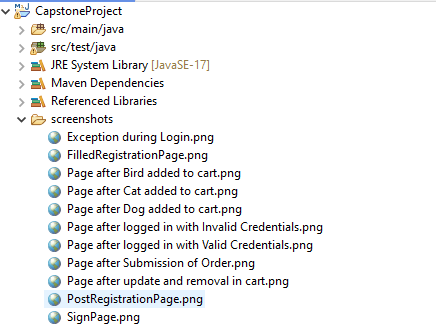 CapstoneProject
src/main/java
src/test/java
JRE System Library [JavaSE-17]
Maven Dependencies
Referenced Libraries
screenshots
Exception during Login.png
FilledRegistrationPage.png
Page after Bird added to cart.png
Page after Cat added to cart.png
Page after Dog added to cart.png
Page after logged in with Invalid Credentials.png
Page after logged in with Valid Credentials.png
Page after Submission of Order.png
Page after update and removal in cart.png
PostRegistrationPage.png
SignPage.png